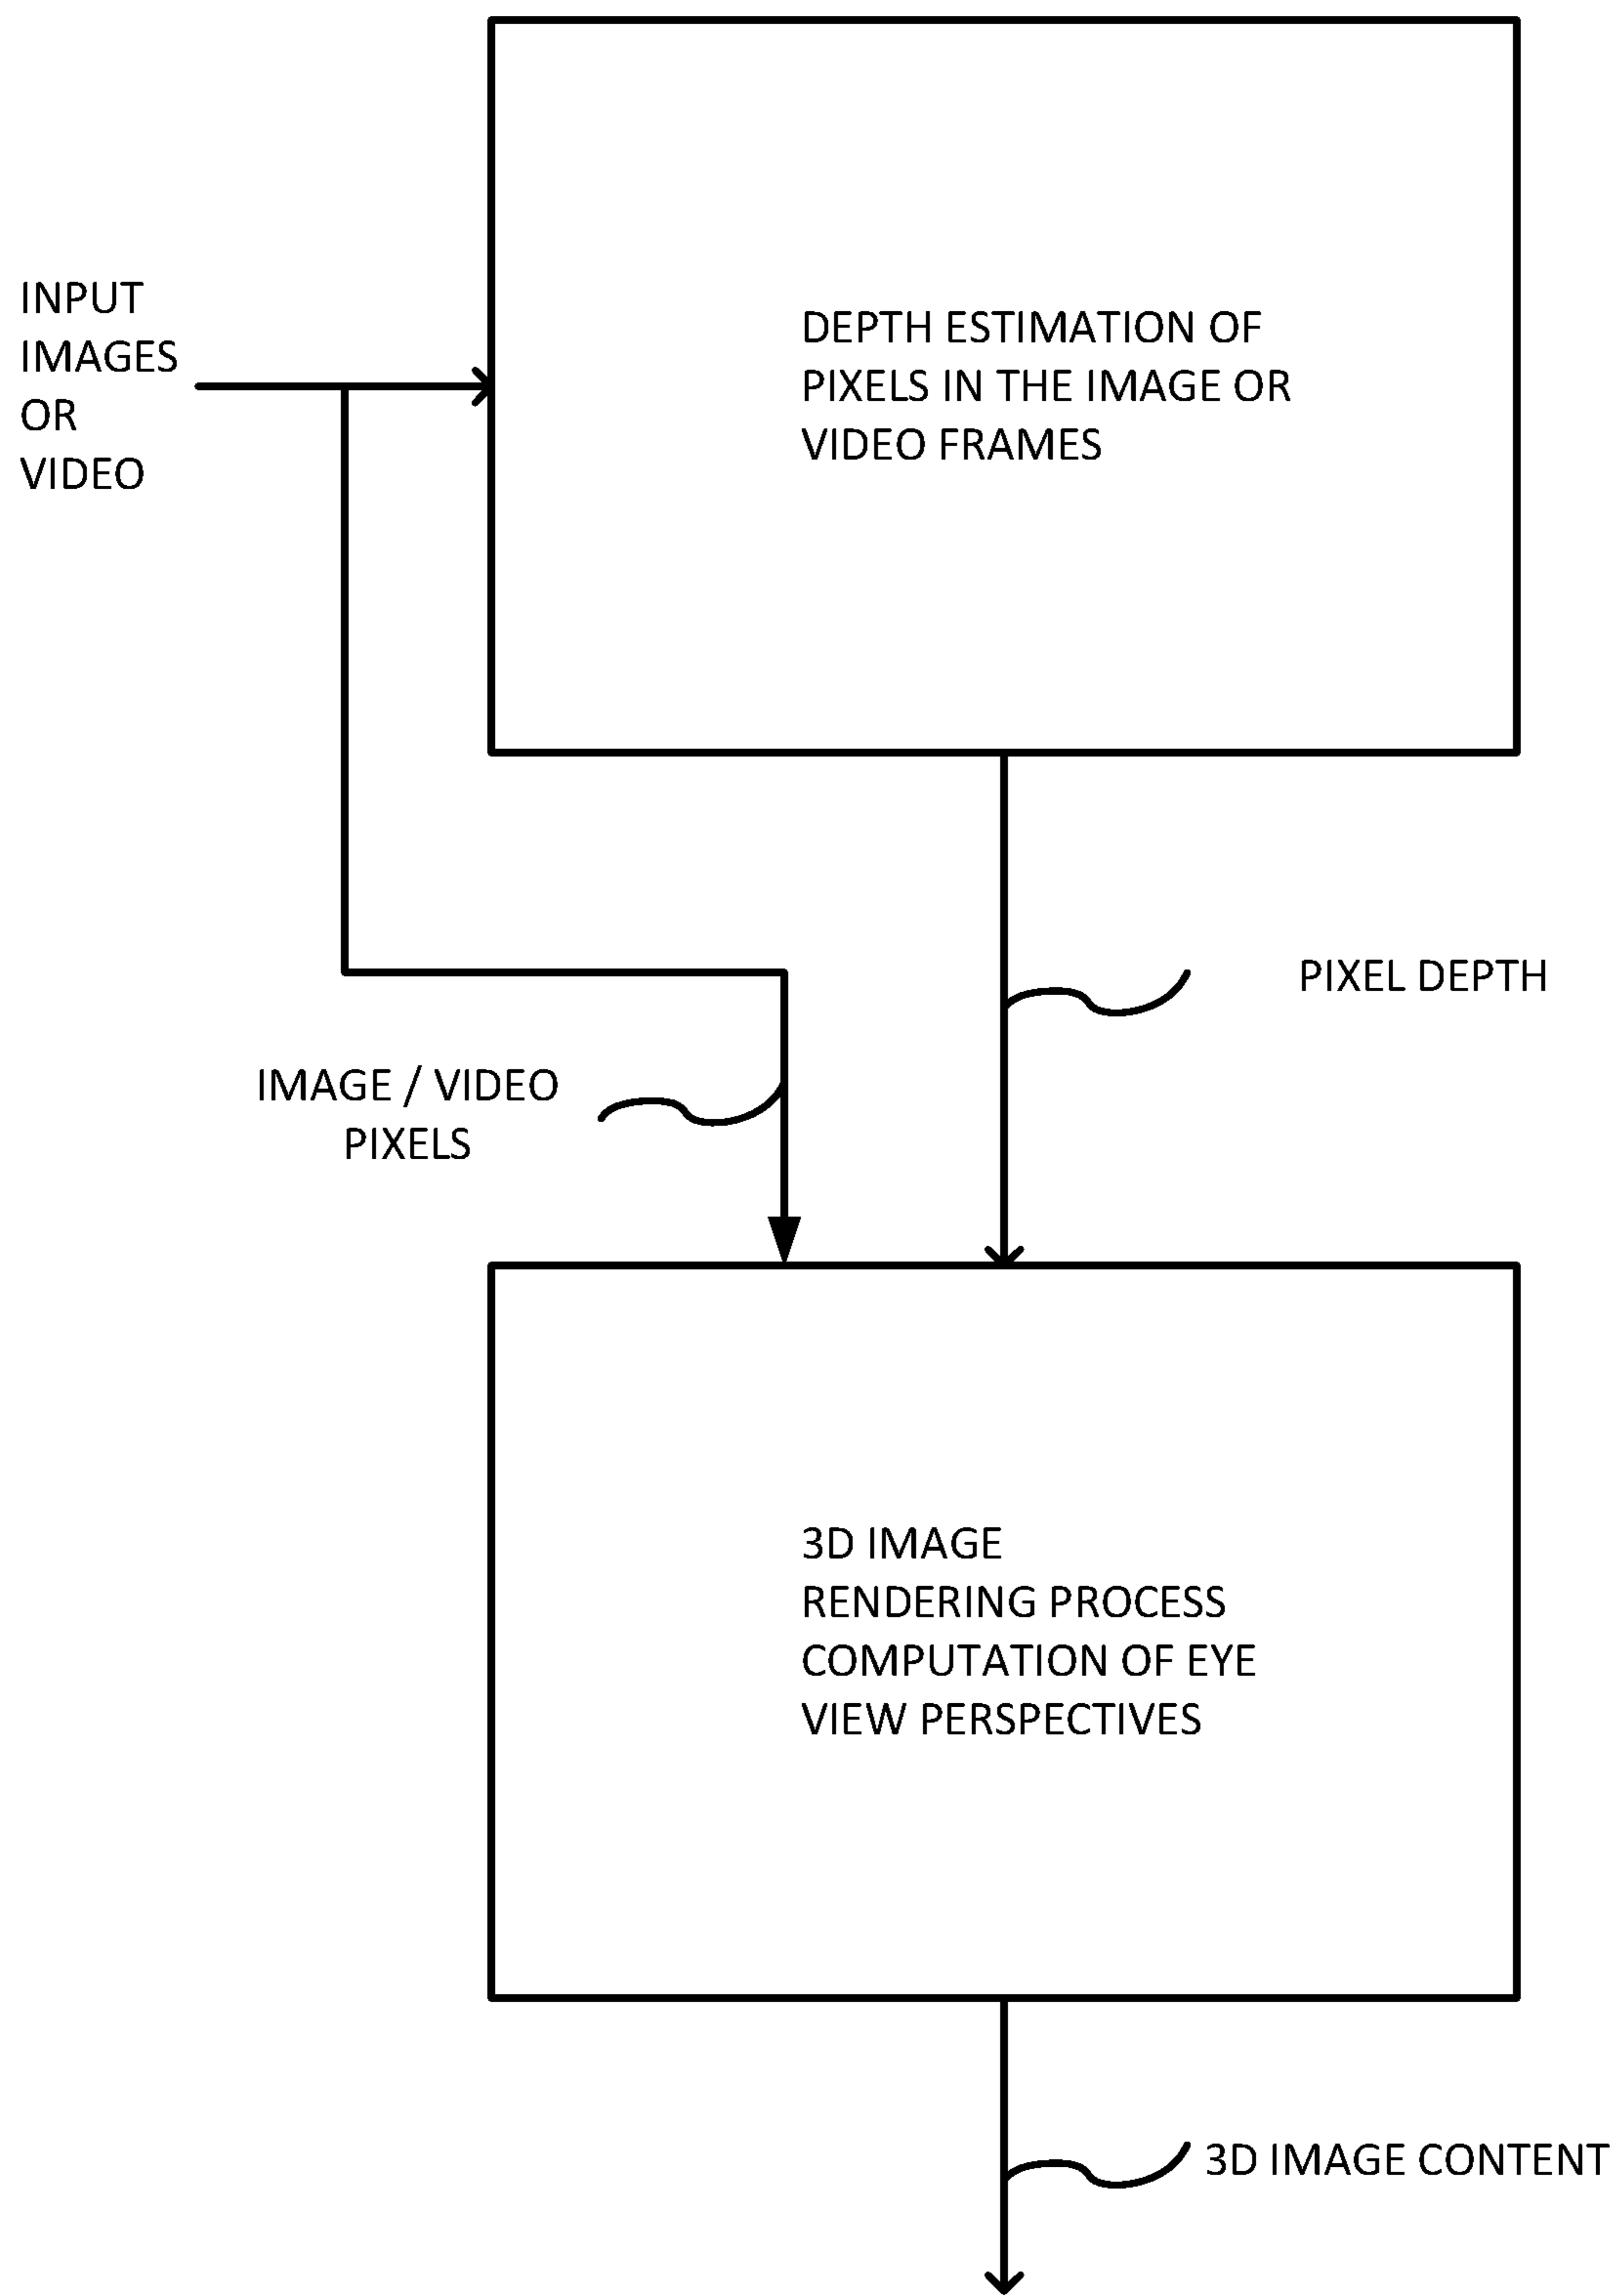 INPUT
IMAGES
OR
VIDEO
DEPTH ESTIMATION OF
PIXELS IN THE IMAGE OR
VIDEO FRAMES
PIXEL DEPTH
IMAGE / VIDEO
PIXELS
3D IMAGE
RENDERING PROCESS
COMPUTATION OF EYE
VIEW PERSPECTIVES
3D IMAGE CONTENT